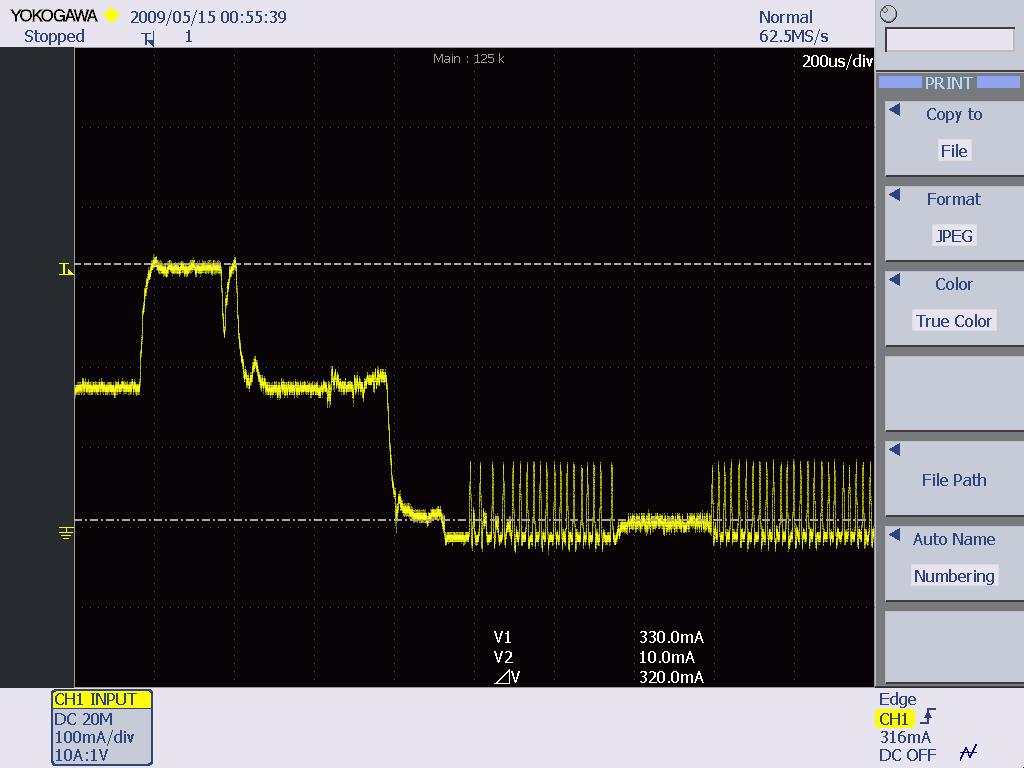 YOKOGAWA 2009/05/15 00:55:39 Normal
Stopped 1 62.5MS/s
Main : 125 k 200us/div
PRINT
Copy to
File
Format
JPEG
Color
True Color
File Path
Auto Name
Numbering
V1 330.0mA
V2 10.0mA
⊿V 320.0mA
CH1 INPUT
DC 20M
100mA/div
10A:1V
Edge
CH1
316mA
DC OFF